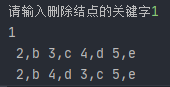 请输入删除结点的关键字1
1
2,b 3,c 4,d 5,e
2,b 4,d 3,c 5,e